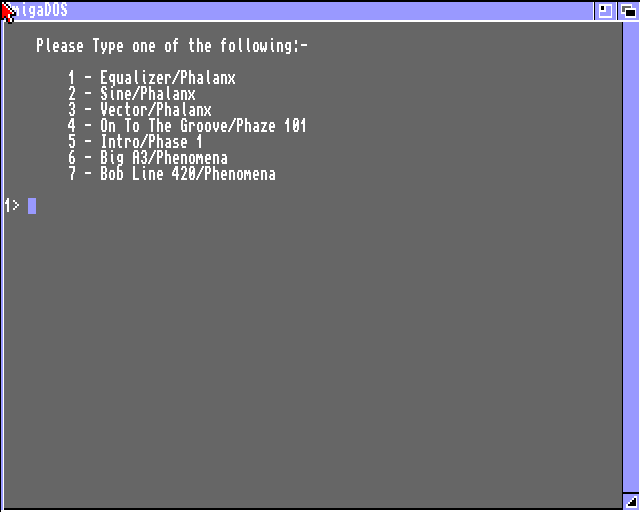 migaDOS
Please Type one of the following:-
1 - Equalizer/Phalanx
2 - Sine/Phalanx
3 - Vector/Phalanx
4 - On To The Groove/Phaze 101
5 - Intro/Phase 1
6 - Big A3/Phenomena
7 - Bob Line 420/Phenomena
1>